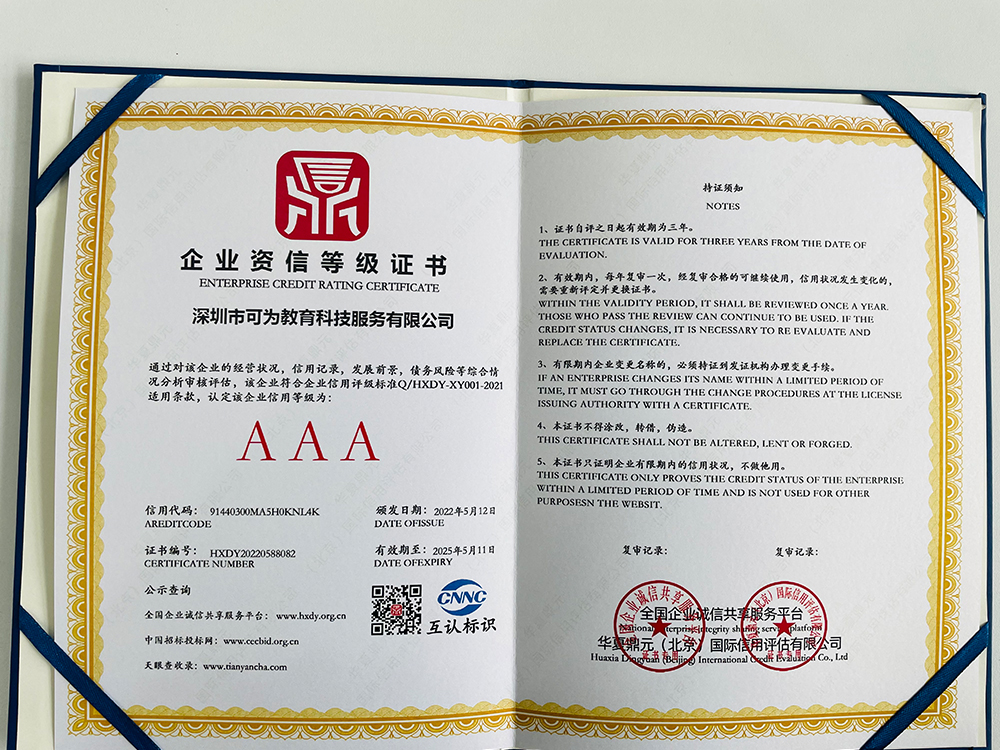 企业资信等级证书
ENTERPRISE CREDIT RATING CERTIFICATE
深圳市可为教育科技服务有限公司
通过对该企业的经营状况，信用记录，发展前景，债务风险等综合情
况分析审核评估，该企业符合企业信用评级标准Q/HXDY-XY001-2021
适用条款，认定该企业信用等级为：
AAA
信用代码： 91440300MA5H0KNL4K
AREDITCODE
颁发日期：2022年5月12日
DATE OFISSUE
证书编号： HXDY20220588082
CERTIFICATE NUMBER
有效期至：2025年5月11日
DATE OFEXPIRY
公示查询
全国企业诚信共享服务平台：www.hxdy.org.cn
中国招标投标网：www.cecbid.org.cn
天眼查收录：www.tianyancha.com
CNNC
互认标识
持证须知
NOTES
1、证书自评之日起有效期为三年。
THE CERTIFICATE IS VALID FOR THREE YEARS FROM THE DATE OF
EVALUATION.
2、有效期内，每年复审一次，经复审合格的可继续使用，信用状况发生变化的，
需要重新评定并更换证书。
WITHIN THE VALIDITY PERIOD, IT SHALL BE REVIEWED ONCE A YEAR.
THOSE WHO PASS THE REVIEW CAN CONTINUE TO BE USED. IF THE
CREDIT STATUS CHANGES, IT IS NECESSARY TO RE EVALUATE AND
REPLACE THE CERTIFICATE.
3、有限期内企业变更名称的，必须持证到发证机构办理变更手续。
IF AN ENTERPRISE CHANGES ITS NAME WITHIN A LIMITED PERIOD OF
TIME, IT MUST GO THROUGH THE CHANGE PROCEDURES AT THE LICENSE
ISSUING AUTHORITY WITH A CERTIFICATE.
4、本证书不得涂改，转借，伪造。
THIS CERTIFICATE SHALL NOT BE ALTERED, LENT OR FORGED.
5、本证书只证明企业有限期内的信用状况，不做他用。
THIS CERTIFICATE ONLY PROVES THE CREDIT STATUS OF THE ENTERPRISE
WITHIN A LIMITED PERIOD OF TIME AND IS NOT USED FOR OTHER
PURPOSESN THE WEBSIT.
复审记录：
复审记录：
全国企业诚信共享服务平台
National enterprise integrity sharing service platform
华夏鼎元（北京）国际信用评估有限公司
Huaxia Dingyuan (Beijing) International Credit Evaluation Co., Ltd